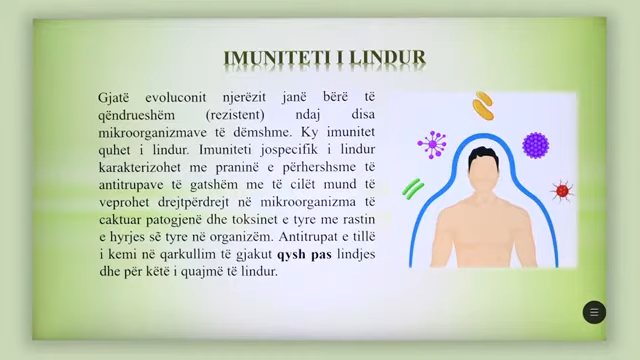 IMUNITETI I LINDUR
Gjatë evoluconit njerëzit janë bërë të
qëndrueshëm (rezistent) ndaj disa
mikroorganizmave të dëmshme. Ky imunitet
quhet i lindur. Imuniteti jospecifik i lindur
karakterizohet me praninë e përhershsme të
antitrupave të gatshëm me të cilët mund të
veprohet drejtpërdrejt në mikroorganizma të
caktuar patogjenë dhe toksinet e tyre me rastin
e hyrjes së tyre në organizëm. Antitrupat e tillë
i kemi në qarkullim të gjakut qysh pas lindjes
dhe për këtë i quajmë të lindur.